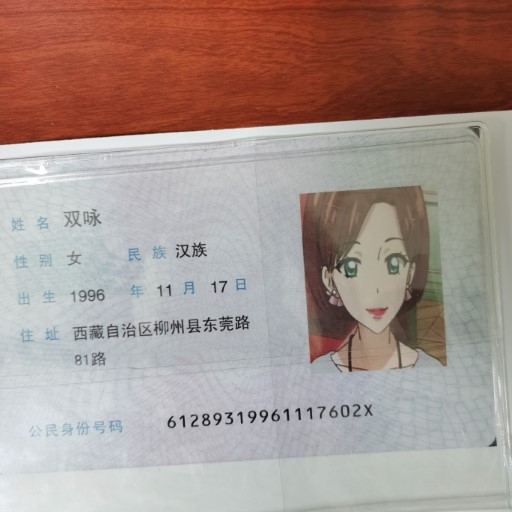 姓名 双咏
性别 女 民族 汉族
出生 1996 年 11 月 17 日
住址 西藏自治区柳州县东莞路
81路
公民身份号码 61289319961117602X